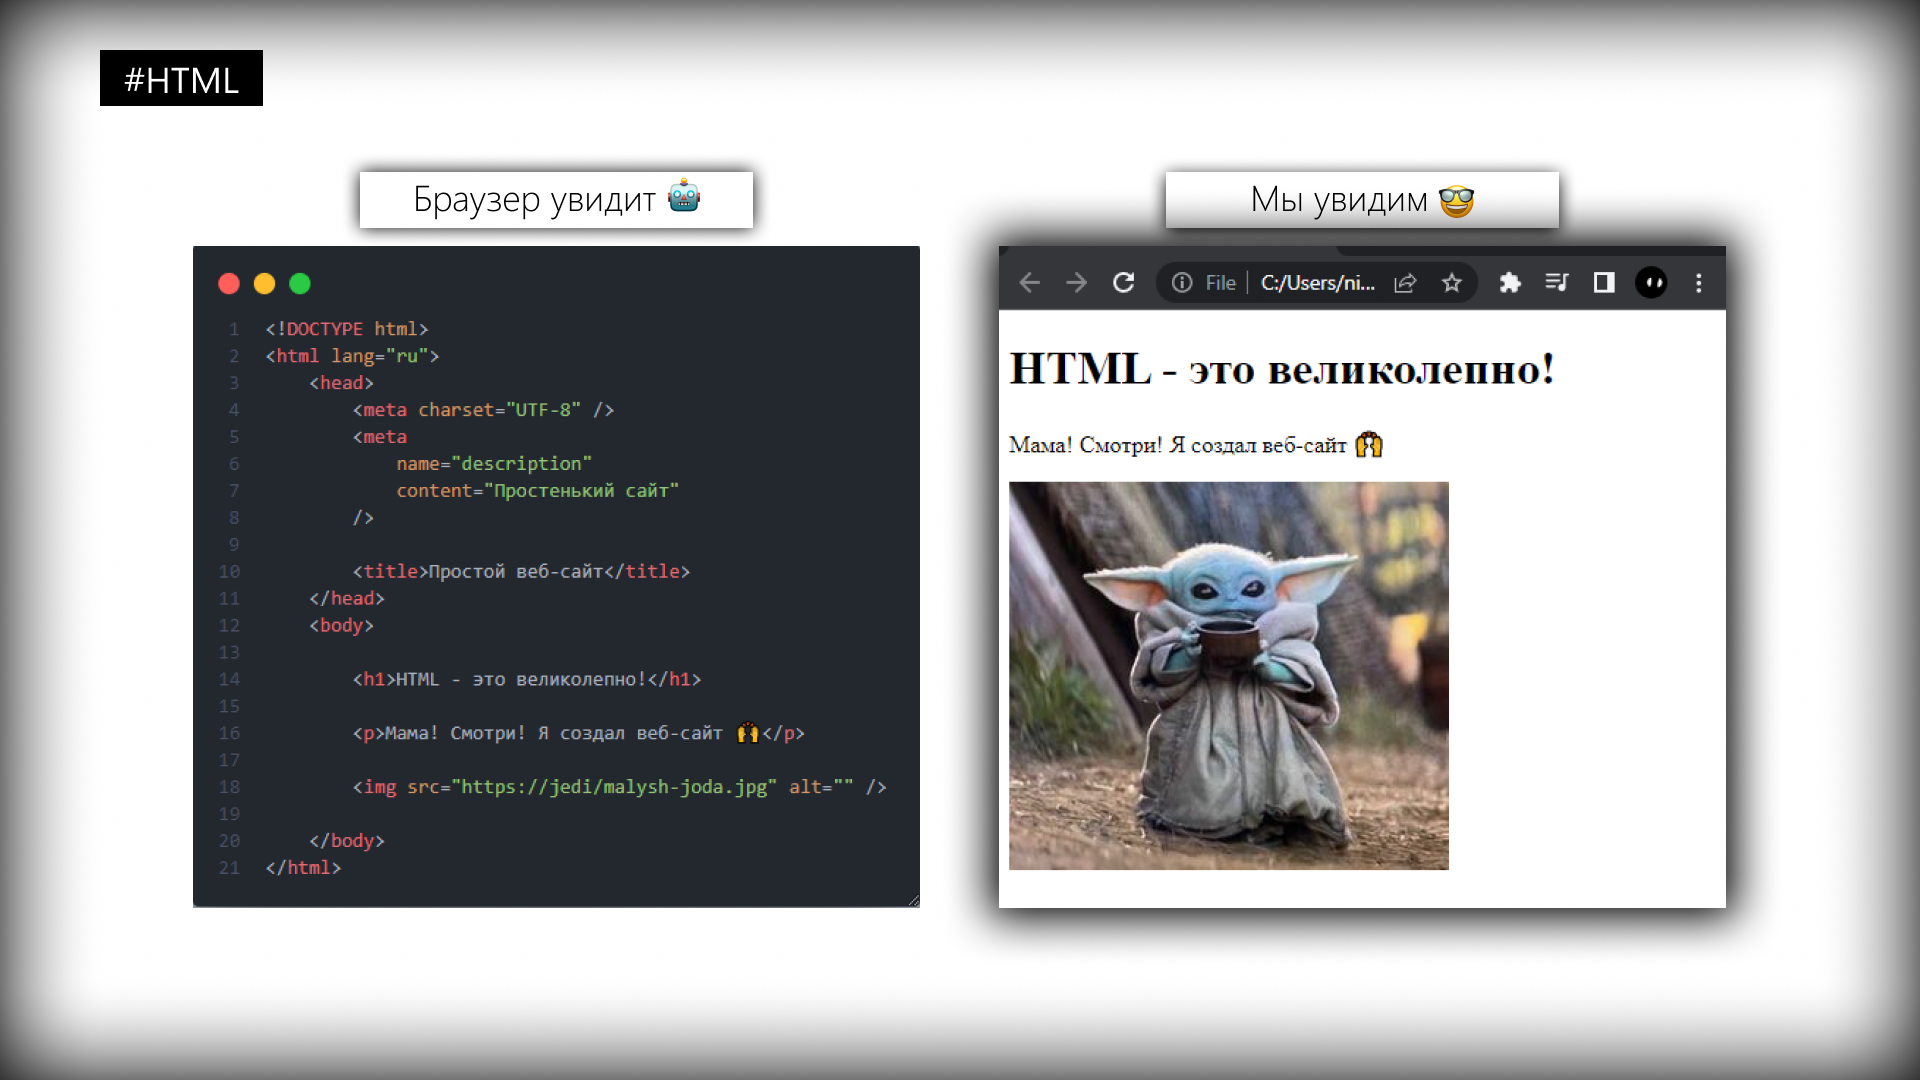 #HTML
Браузер увидит 🤖
1 <!DOCTYPE html>
2 <html lang="ru">
3 <head>
4 <meta charset="UTF-8" />
5 <meta
6 name="description"
7 content="Простенький сайт"
8 />
9
10 <title>Простой веб-сайт</title>
11 </head>
12 <body>
13
14 <h1>HTML - это великолепно!</h1>
15
16 <p>Мама! Смотри! Я создал веб-сайт 🙌</p>
17
18 <img src="https://jedi/malysh-joda.jpg" alt="" />
19
20 </body>
21 </html>
Мы увидим 🤓
File | C:/Users/ni...
HTML - это великолепно!
Мама! Смотри! Я создал веб-сайт 🙌